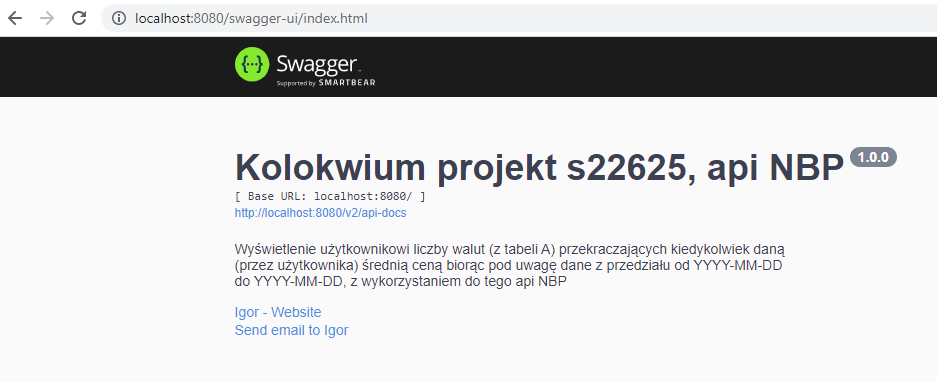 localhost:8080/swagger-ui/index.html
Swagger
Supported by SMARTBEAR
Kolokwium projekt s22625, api NBP 1.0.0
[ Base URL: localhost:8080/ ]
http://localhost:8080/v2/api-docs
Wyświetlenie użytkownikowi liczby walut (z tabeli A) przekraczających kiedykolwiek daną
(przez użytkownika) średnią ceną biorąc pod uwagę dane z przedziału od YYYY-MM-DD
do YYYY-MM-DD, z wykorzystaniem do tego api NBP
Igor - Website
Send email to Igor